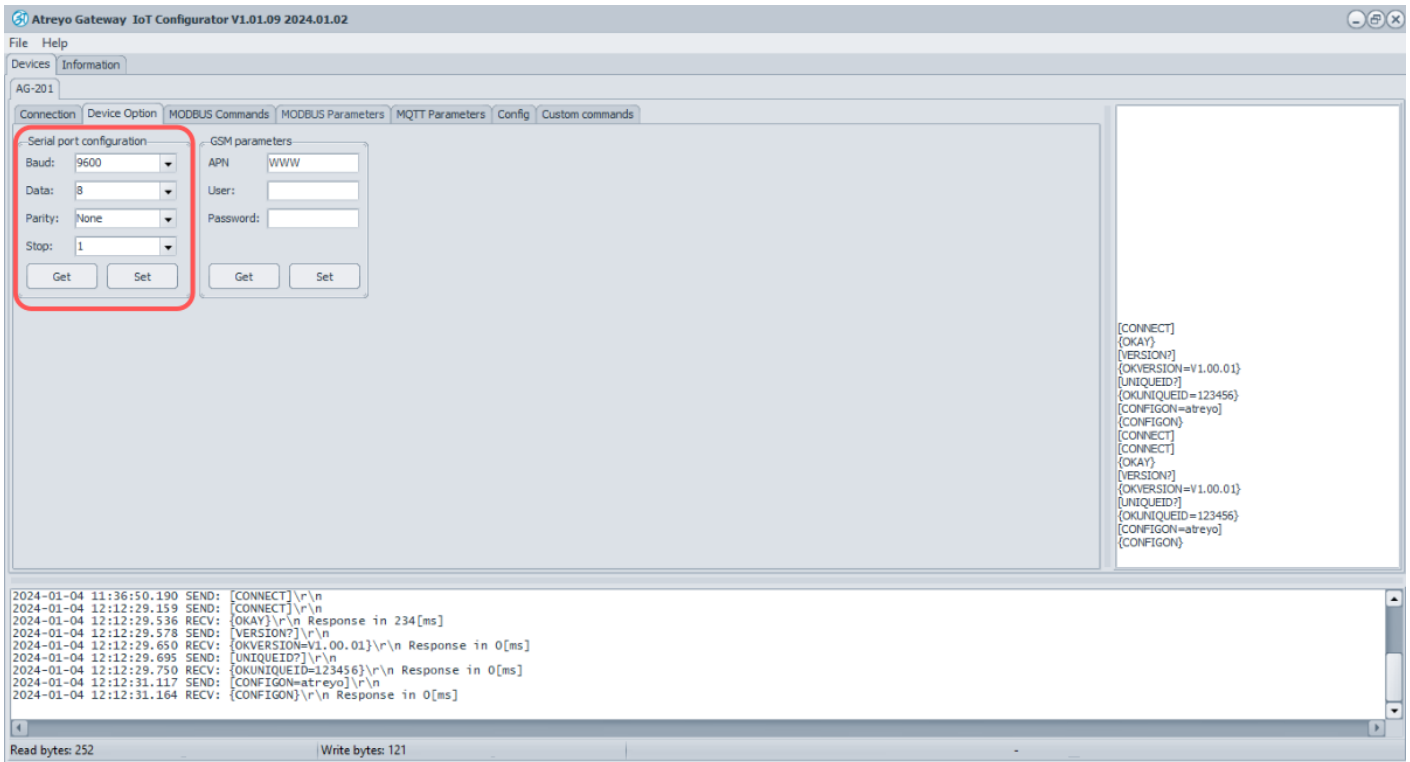 Atreyo Gateway IoT Configurator V1.01.09 2024.01.02
File Help
Devices Information
AG-201
Connection Device Option MODBUS Commands MODBUS Parameters MQTT Parameters Config Custom commands
Serial port configuration
Baud: 9600
Data: 8
Parity: None
Stop: 1
Get Set
GSM parameters
APN WWW
User:
Password:
Get Set
[CONNECT]
{OKAY}
[VERSION?]
{OKVERSION=V1.00.01}
[UNIQUEID?]
{OKUNIQUEID=123456}
[CONFIGON=atreyo]
{CONFIGON}
[CONNECT]
[CONNECT]
{OKAY}
[VERSION?]
{OKVERSION=V1.00.01}
[UNIQUEID?]
{OKUNIQUEID=123456}
[CONFIGON=atreyo]
{CONFIGON}
2024-01-04 11:36:50.190 SEND: [CONNECT]\r\n
2024-01-04 12:12:29.159 SEND: [CONNECT]\r\n
2024-01-04 12:12:29.536 RECV: {OKAY}\r\n Response in 234[ms]
2024-01-04 12:12:29.578 SEND: [VERSION?]\r\n
2024-01-04 12:12:29.650 RECV: {OKVERSION=V1.00.01}\r\n Response in 0[ms]
2024-01-04 12:12:29.695 SEND: [UNIQUEID?]\r\n
2024-01-04 12:12:29.750 RECV: {OKUNIQUEID=123456}\r\n Response in 0[ms]
2024-01-04 12:12:31.117 SEND: [CONFIGON=atreyo]\r\n
2024-01-04 12:12:31.164 RECV: {CONFIGON}\r\n Response in 0[ms]
Read bytes: 252 Write bytes: 121 -